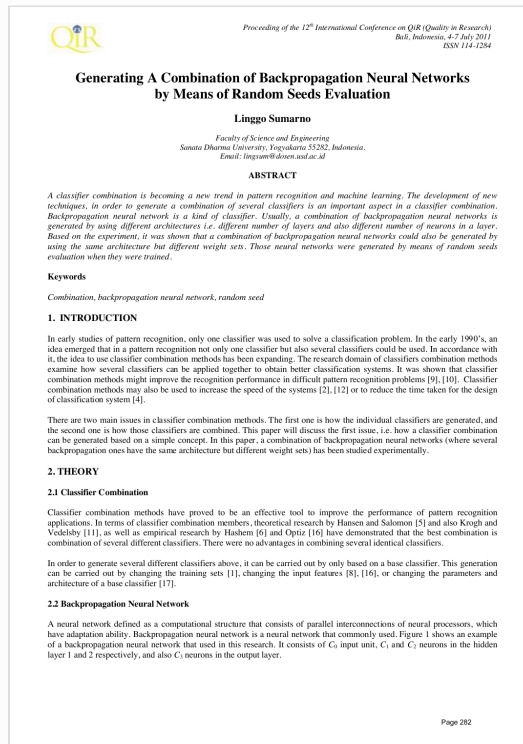 QiR
Proceeding of the 12th International Conference on QiR (Quality in Research)
Bali, Indonesia, 4-7 July 2011
ISSN 114-1284
Generating A Combination of Backpropagation Neural Networks
by Means of Random Seeds Evaluation
Linggo Sumarno
Faculty of Science and Engineering
Sanata Dharma University, Yogyakarta 55282, Indonesia.
Email: lingsum@dosen.usd.ac.id
ABSTRACT
A classifier combination is becoming a new trend in pattern recognition and machine learning. The development of new
techniques, in order to generate a combination of several classifiers is an important aspect in a classifier combination.
Backpropagation neural network is a kind of classifier. Usually, a combination of backpropagation neural networks is
generated by using different architectures i.e. different number of layers and also different number of neurons in a layer.
Based on the experiment, it was shown that a combination of backpropagation neural networks could also be generated by
using the same architecture but different weight sets. Those neural networks were generated by means of random seeds
evaluation when they were trained.
Keywords
Combination, backpropagation neural network, random seed
1. INTRODUCTION
In early studies of pattern recognition, only one classifier was used to solve a classification problem. In the early 1990's, an
idea emerged that in a pattern recognition not only one classifier but also several classifiers could be used. In accordance with
it, the idea to use classifier combination methods has been expanding. The research domain of classifier combination methods
examine how several classifiers can be applied together to obtain better classification systems. It was shown that classifier
combination methods might improve the recognition performance in difficult pattern recognition problems [9], [10]. Classifier
combination methods may also be used to increase the speed of the systems [2], [12] or to reduce the time taken for the design
of classification system [4].
There are two main issues in classifier combination methods. The first one is how the individual classifiers are generated, and
the second one is how those classifiers are combined. This paper will discuss the first issue, i.e. how a classifier combination
can be generated based on a simple concept. In this paper, a combination of backpropagation neural networks (where several
backpropagation ones have the same architecture but different weight sets) has been studied experimentally.
2. THEORY
2.1 Classifier Combination
Classifier combination methods have proved to be an effective tool to improve the performance of pattern recognition
applications. In terms of classifier combination members, theoretical research by Hansen and Salomon [5] and also Krogh and
Vedelsby [11], as well as empirical research by Hashem [6] and Optiz [16] have demonstrated that the best combination is
combination of several different classifiers. There were no advantages in combining several identical classifiers.
In order to generate several different classifiers above, it can be carried out by only based on a base classifier. This generation
can be carried out by changing the training sets [1], changing the input features [8], [16], or changing the parameters and
architecture of a base classifier [17].
2.2 Backpropagation Neural Network
A neural network defined as a computational structure that consists of parallel interconnections of neural processors, which
have adaptation ability. Backpropagation neural network is a neural network that commonly used. Figure 1 shows an example
of a backpropagation neural network that used in this research. It consists of C0 input unit, C1 and C2 neurons in the hidden
layer 1 and 2 respectively, and also C3 neurons in the output layer.
Page 282